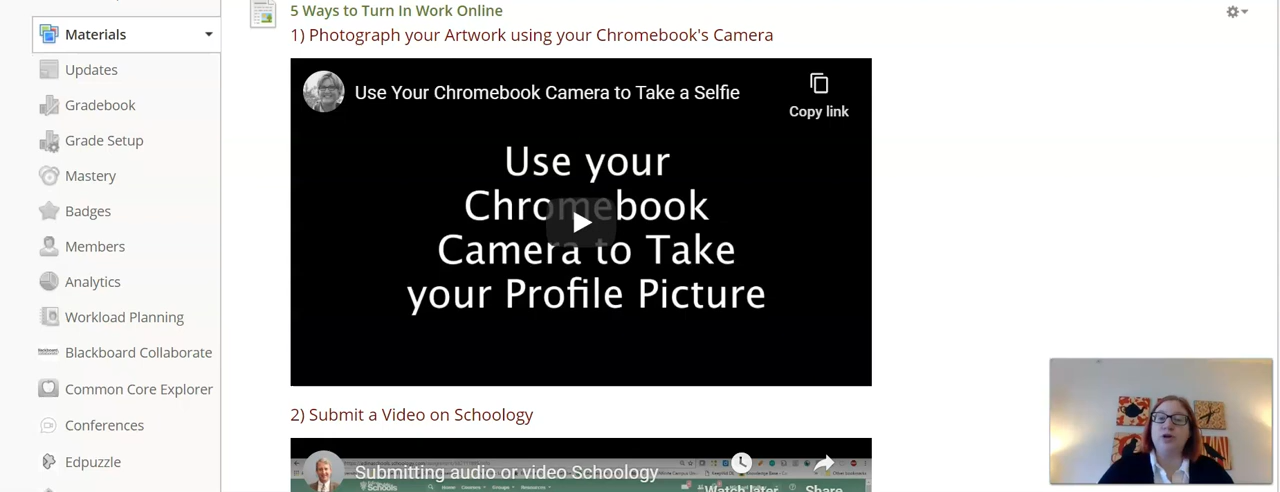 5 Ways to Turn In Work Online
1) Photograph your Artwork using your Chromebook's Camera
Materials
Updates
Gradebook
Grade Setup
Mastery
Badges
Members
Analytics
Workload Planning
Blackboard Collaborate
Common Core Explorer
Conferences
Edpuzzle
Use Your Chromebook Camera to Take a Selfie
Copy link
Use your
Chromebook
Camera to Take
your Profile Picture
2) Submit a Video on Schoology
Submitting audio or video Schoology
Watch later
Share